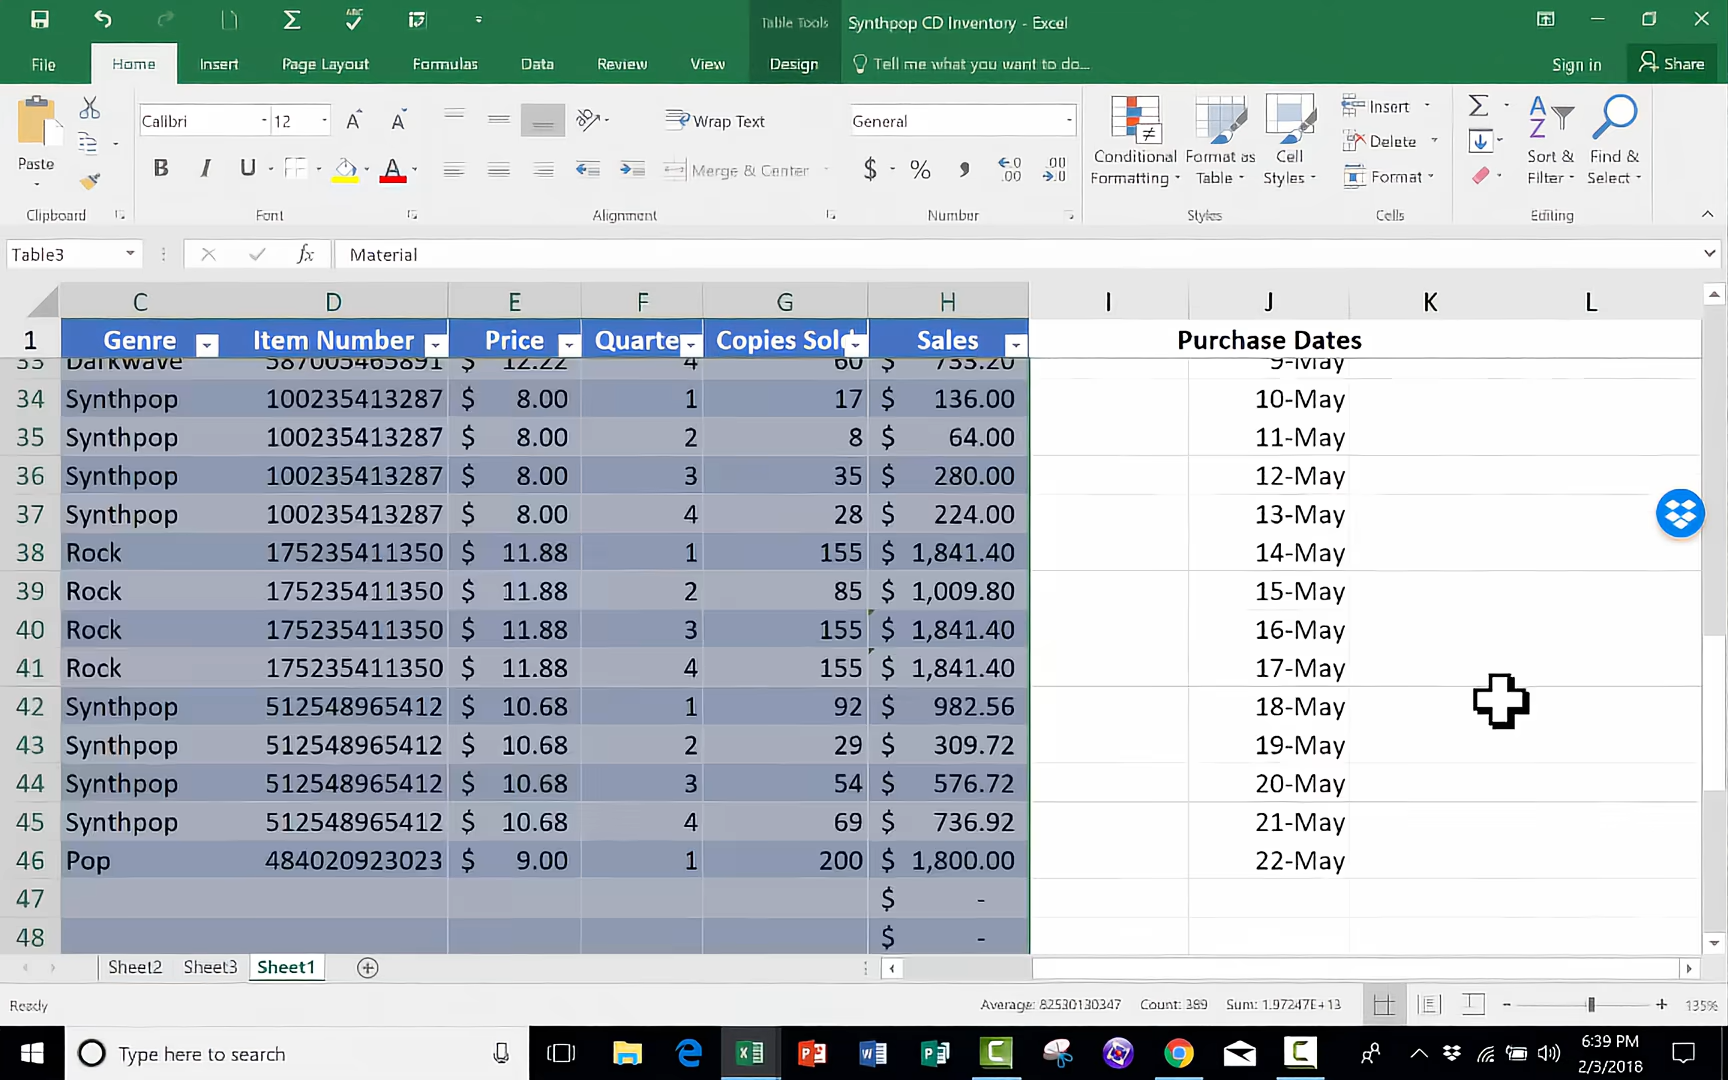 Table Tools Synthpop CD Inventory - Excel
File Home Insert Page Layout Formulas Data Review View Design Tell me what you want to do... Sign in Share
Paste Calibri 12 Wrap Text General Conditional Formatting Format as Table Cell Styles Insert Delete Format Sort & Filter Find & Select
B I U A Merge & Center $ % ,
Clipboard Font Alignment Number Styles Cells Editing
Table3 fx Material
C D E F G H I J K L
1 Genre Item Number Price Quarte Copies Sold Sales Purchase Dates
33 Darkwave 587005465891 $ 12.22 4 60 $ 733.20 9-May
34 Synthpop 100235413287 $ 8.00 1 17 $ 136.00 10-May
35 Synthpop 100235413287 $ 8.00 2 8 $ 64.00 11-May
36 Synthpop 100235413287 $ 8.00 3 35 $ 280.00 12-May
37 Synthpop 100235413287 $ 8.00 4 28 $ 224.00 13-May
38 Rock 175235411350 $ 11.88 1 155 $ 1,841.40 14-May
39 Rock 175235411350 $ 11.88 2 85 $ 1,009.80 15-May
40 Rock 175235411350 $ 11.88 3 155 $ 1,841.40 16-May
41 Rock 175235411350 $ 11.88 4 155 $ 1,841.40 17-May
42 Synthpop 512548965412 $ 10.68 1 92 $ 982.56 18-May
43 Synthpop 512548965412 $ 10.68 2 29 $ 309.72 19-May
44 Synthpop 512548965412 $ 10.68 3 54 $ 576.72 20-May
45 Synthpop 512548965412 $ 10.68 4 69 $ 736.92 21-May
46 Pop 484020923023 $ 9.00 1 200 $ 1,800.00 22-May
47 $ -
48 $ -
Sheet2 Sheet3 Sheet1
Ready Average: 82530130347 Count: 389 Sum: 1.97247E+13 135%
Type here to search 6:39 PM
2/3/2018